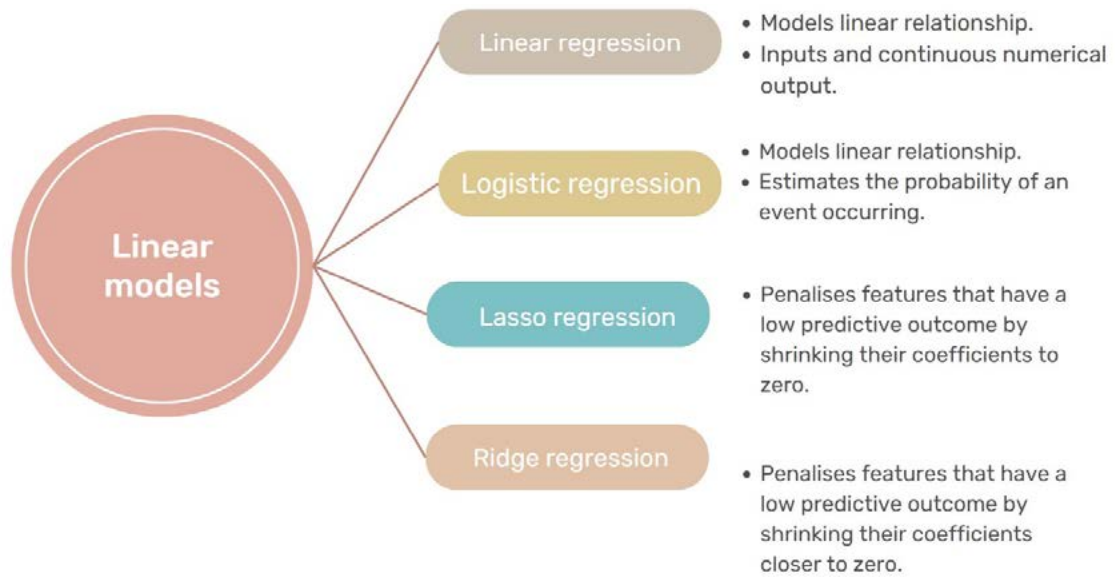 Linear
models
Linear regression
• Models linear relationship.
• Inputs and continuous numerical
output.
Logistic regression
• Models linear relationship.
• Estimates the probability of an
event occurring.
Lasso regression
• Penalises features that have a
low predictive outcome by
shrinking their coefficients to
zero.
Ridge regression
• Penalises features that have a
low predictive outcome by
shrinking their coefficients
closer to zero.